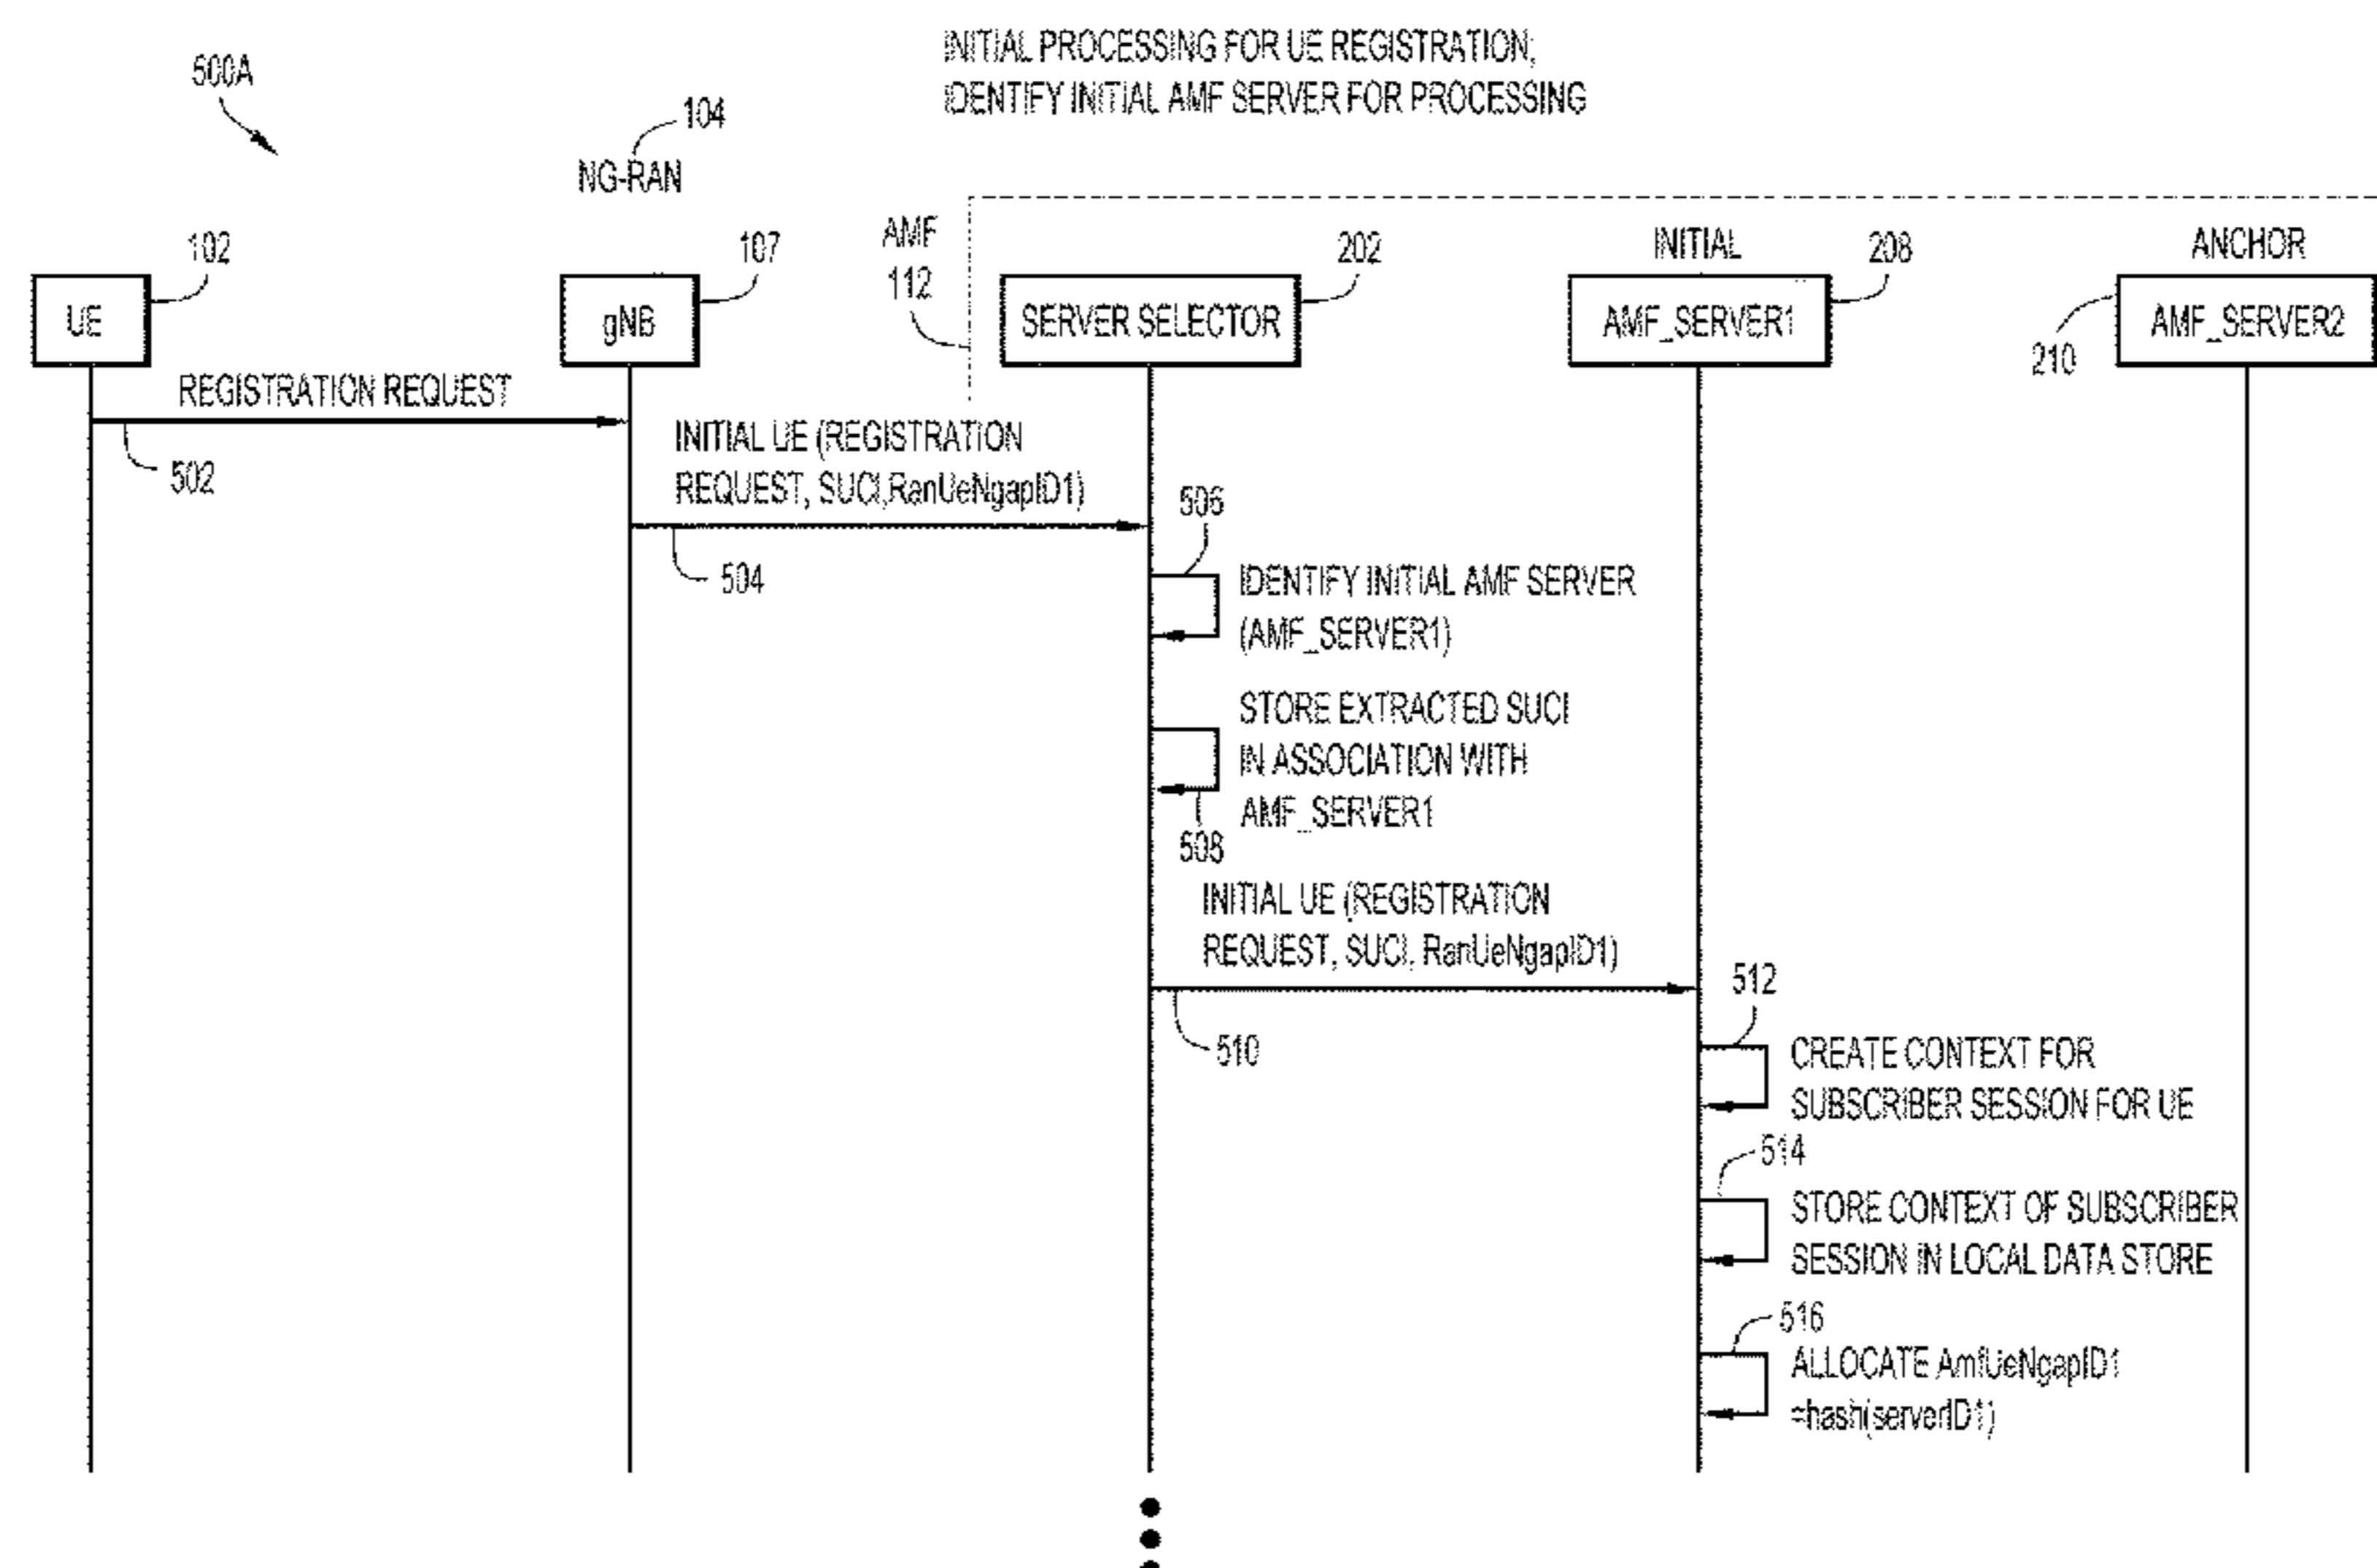 INITIAL PROCESSING FOR UE REGISTRATION;
IDENTIFY INITIAL AMF SERVER FOR PROCESSING
500A
104
NG-RAN
AMF
112
102
107
202
INITIAL
208
ANCHOR
210
UE
gNB
SERVER SELECTOR
AMF_SERVER1
AMF_SERVER2
REGISTRATION REQUEST
502
INITIAL UE (REGISTRATION
REQUEST, SUCI,RanUeNgapID1)
504
506
IDENTIFY INITIAL AMF SERVER
(AMF_SERVER1)
STORE EXTRACTED SUCI
IN ASSOCIATION WITH
AMF_SERVER1
508
INITIAL UE (REGISTRATION
REQUEST, SUCI, RanUeNgapID1)
510
512
CREATE CONTEXT FOR
SUBSCRIBER SESSION FOR UE
514
STORE CONTEXT OF SUBSCRIBER
SESSION IN LOCAL DATA STORE
516
ALLOCATE AmfUeNgapID1
=hash(serverID1)